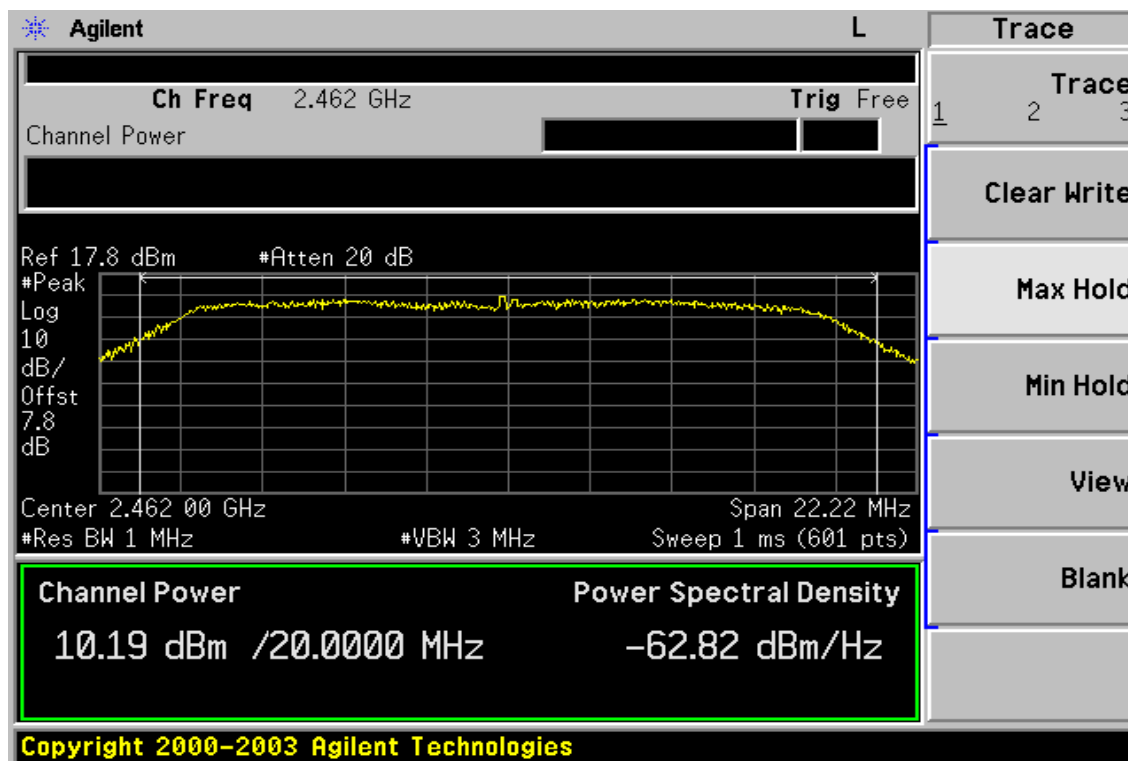 Agilent L Trace
Ch Freq 2.462 GHz Trig Free
Channel Power
Trace
1 2 3
Clear Write
Max Hold
Min Hold
View
Blank
Ref 17.8 dBm #Atten 20 dB
#Peak
Log
10
dB/
Offst
7.8
dB
Center 2.462 00 GHz Span 22.22 MHz
#Res BW 1 MHz #VBW 3 MHz Sweep 1 ms (601 pts)
Channel Power Power Spectral Density
10.19 dBm /20.0000 MHz -62.82 dBm/Hz
Copyright 2000-2003 Agilent Technologies